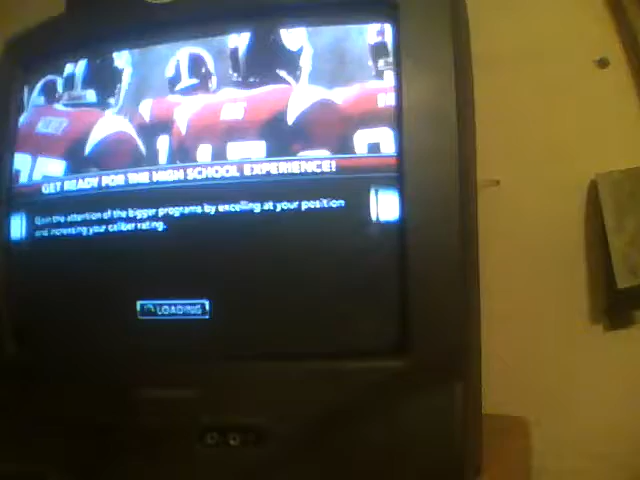 GET READY FOR THE HIGH SCHOOL EXPERIENCE!
Gain the attention of the bigger programs by excelling at your position
and increasing your caliber rating.
LOADING